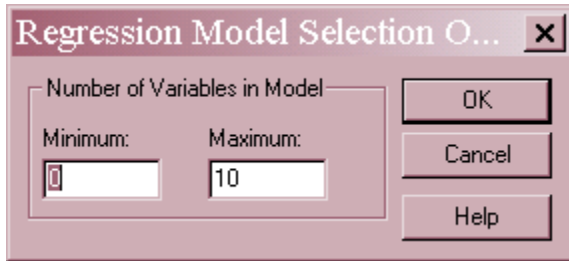 Regression Model Selection O...
Number of Variables in Model
Minimum: Maximum:
0 10
OK
Cancel
Help